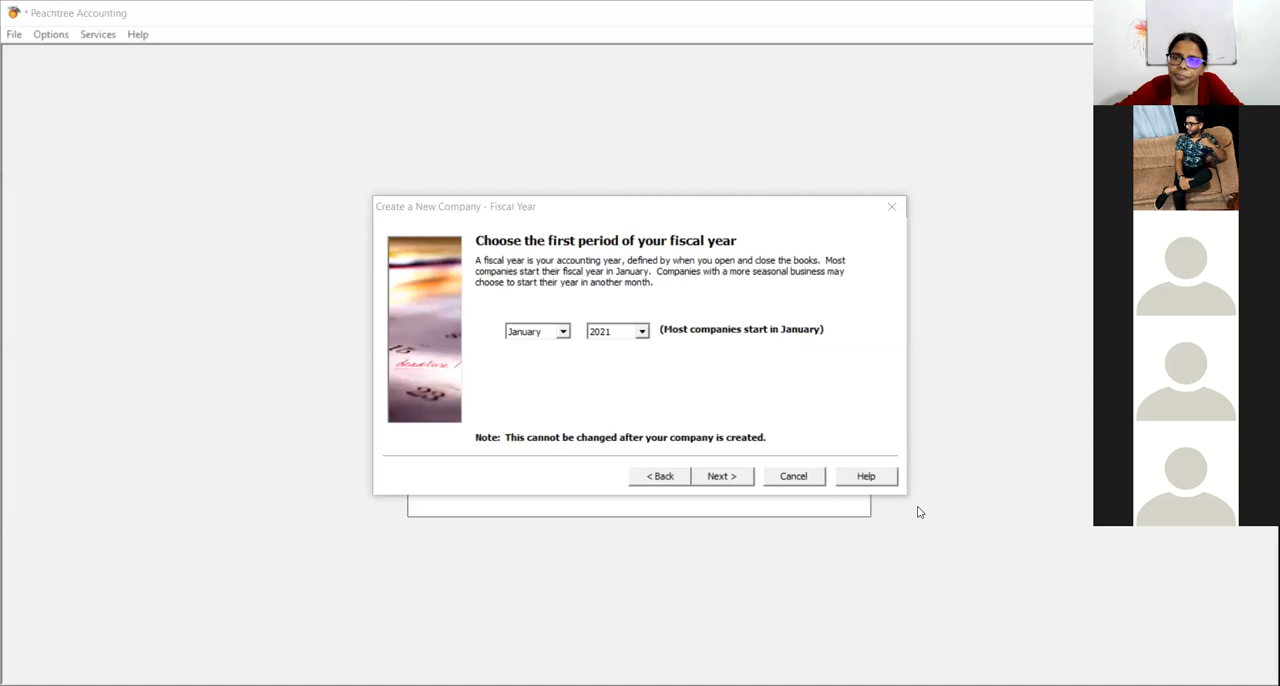 * Peachtree Accounting
File Options Services Help
Create a New Company - Fiscal Year
Choose the first period of your fiscal year
A fiscal year is your accounting year, defined by when you open and close the books. Most
companies start their fiscal year in January. Companies with a more seasonal business may
choose to start their year in another month.
January 2021 (Most companies start in January)
15
deadline!
23
Note: This cannot be changed after your company is created.
< Back Next > Cancel Help